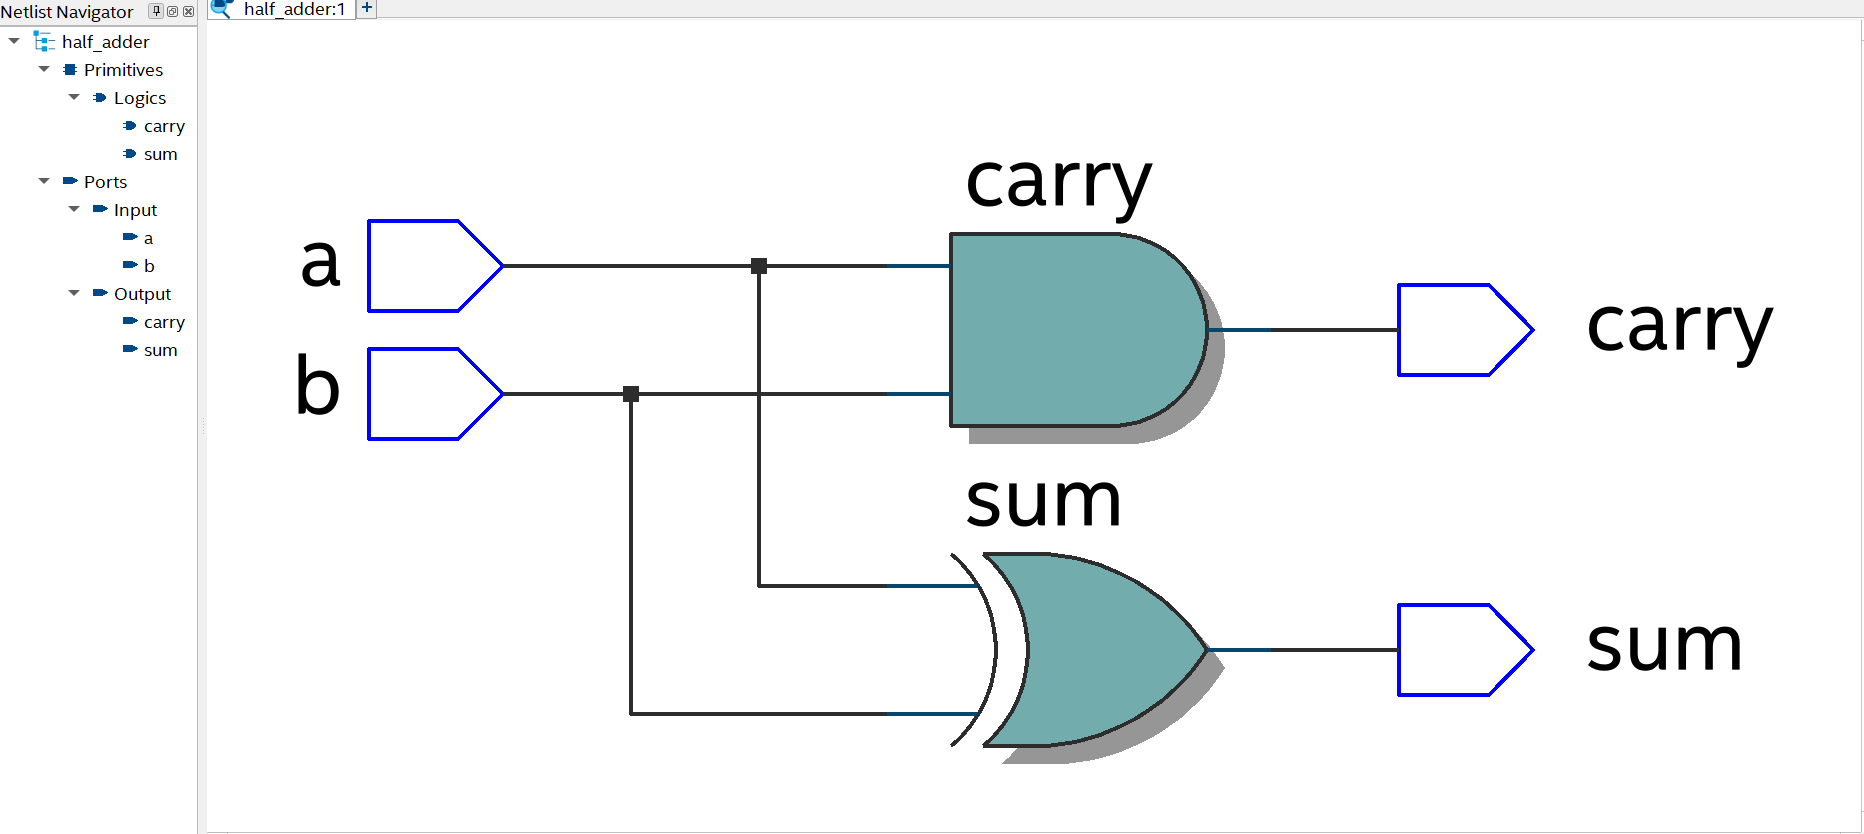 Netlist Navigator
half_adder
Primitives
Logics
carry
sum
Ports
Input
a
b
Output
carry
sum
half_adder:1 +
carry
a
carry
b
sum
sum